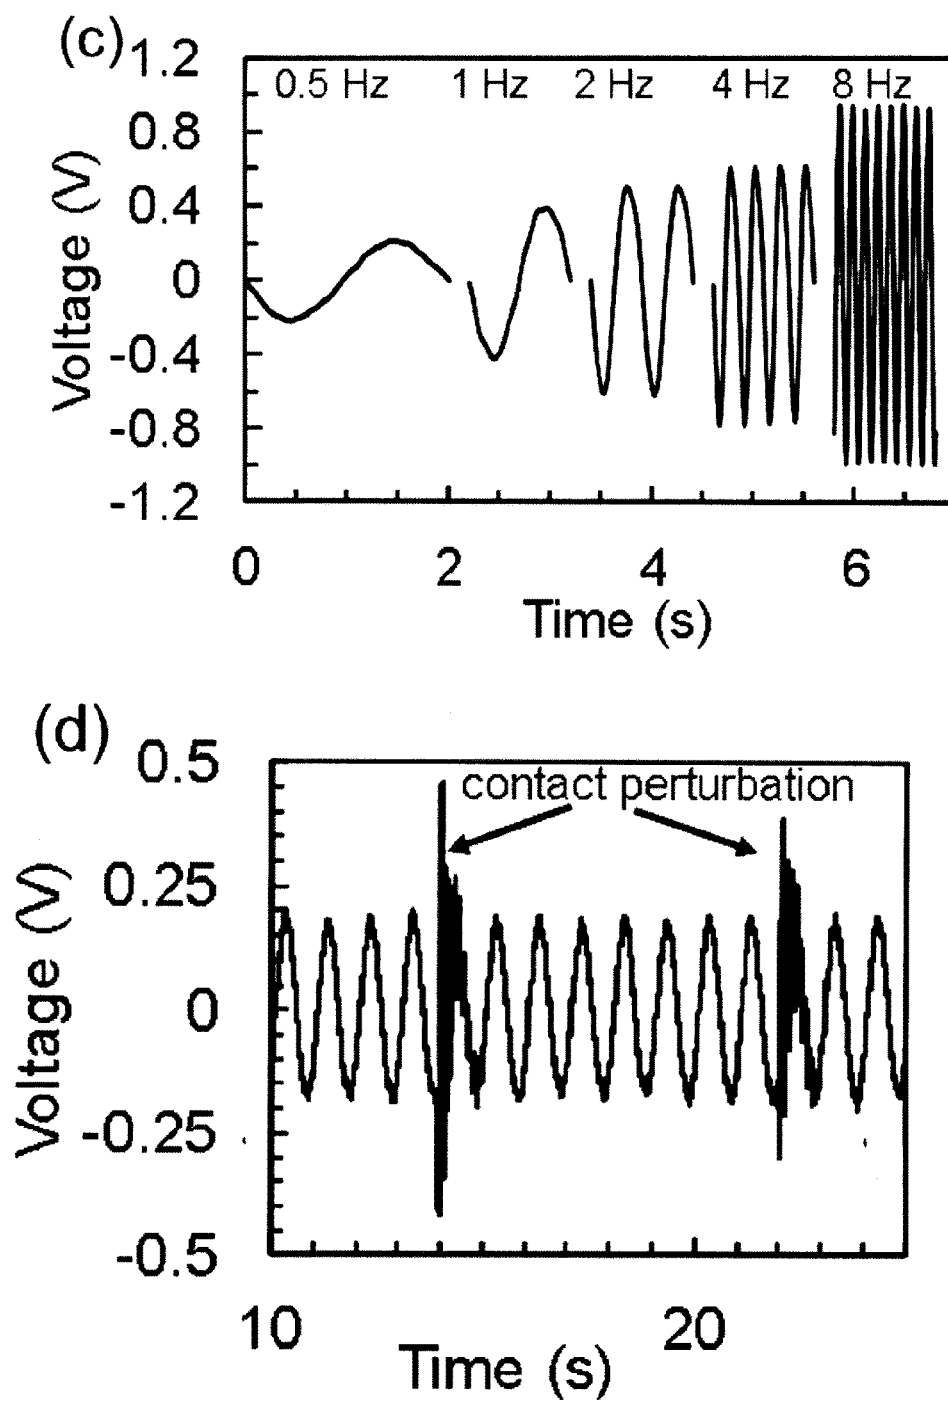 (c)
1.2
0.5 Hz 1 Hz 2 Hz 4 Hz 8 Hz
0.8
0.4
0
-0.4
-0.8
-1.2
Voltage (V)
0 2 4 6
Time (s)
(d)
0.5
contact perturbation
0.25
0
-0.25
-0.5
Voltage (V)
10 20
Time (s)